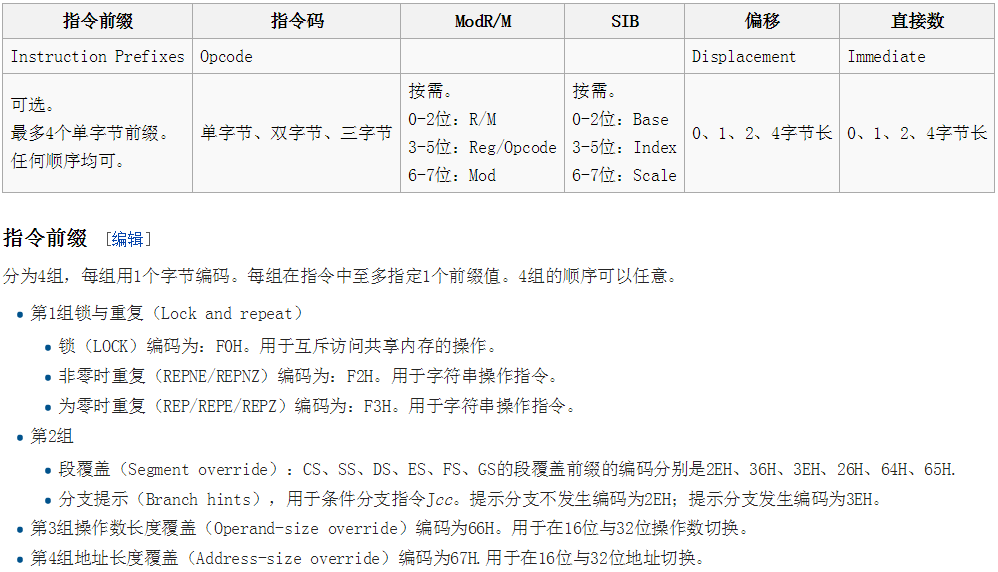 指令前缀 指令码 ModR/M SIB 偏移 直接数
Instruction Prefixes Opcode Displacement Immediate
可选。
最多4个单字节前缀。
任何顺序均可。
单字节、双字节、三字节
按需。
0-2位：R/M
3-5位：Reg/Opcode
6-7位：Mod
按需。
0-2位：Base
3-5位：Index
6-7位：Scale
0、1、2、4字节长
0、1、2、4字节长
指令前缀 [编辑]
分为4组，每组用1个字节编码。每组在指令中至多指定1个前缀值。4组的顺序可以任意。
第1组锁与重复（Lock and repeat）
锁（LOCK）编码为：F0H。用于互斥访问共享内存的操作。
非零时重复（REPNE/REPNZ）编码为：F2H。用于字符串操作指令。
为零时重复（REP/REPE/REPZ）编码为：F3H。用于字符串操作指令。
第2组
段覆盖（Segment override）：CS、SS、DS、ES、FS、GS的段覆盖前缀的编码分别是2EH、36H、3EH、26H、64H、65H.
分支提示（Branch hints），用于条件分支指令Jcc。提示分支不发生编码为2EH；提示分支发生编码为3EH。
第3组操作数长度覆盖（Operand-size override）编码为66H。用于在16位与32位操作数切换。
第4组地址长度覆盖（Address-size override）编码为67H.用于在16位与32位地址切换。